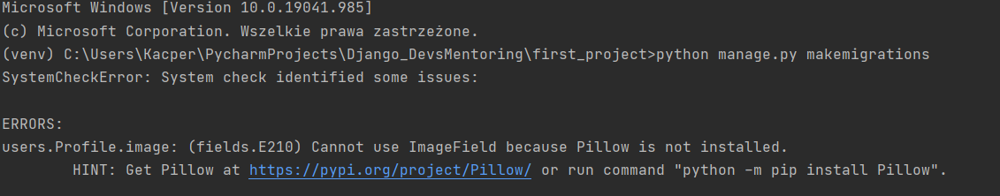 Microsoft Windows [Version 10.0.19041.985]
(c) Microsoft Corporation. Wszelkie prawa zastrzeżone.
(venv) C:\Users\Kacper\PycharmProjects\Django_DevsMentoring\first_project>python manage.py makemigrations
SystemCheckError: System check identified some issues:
ERRORS:
users.Profile.image: (fields.E210) Cannot use ImageField because Pillow is not installed.
HINT: Get Pillow at https://pypi.org/project/Pillow/ or run command "python -m pip install Pillow".